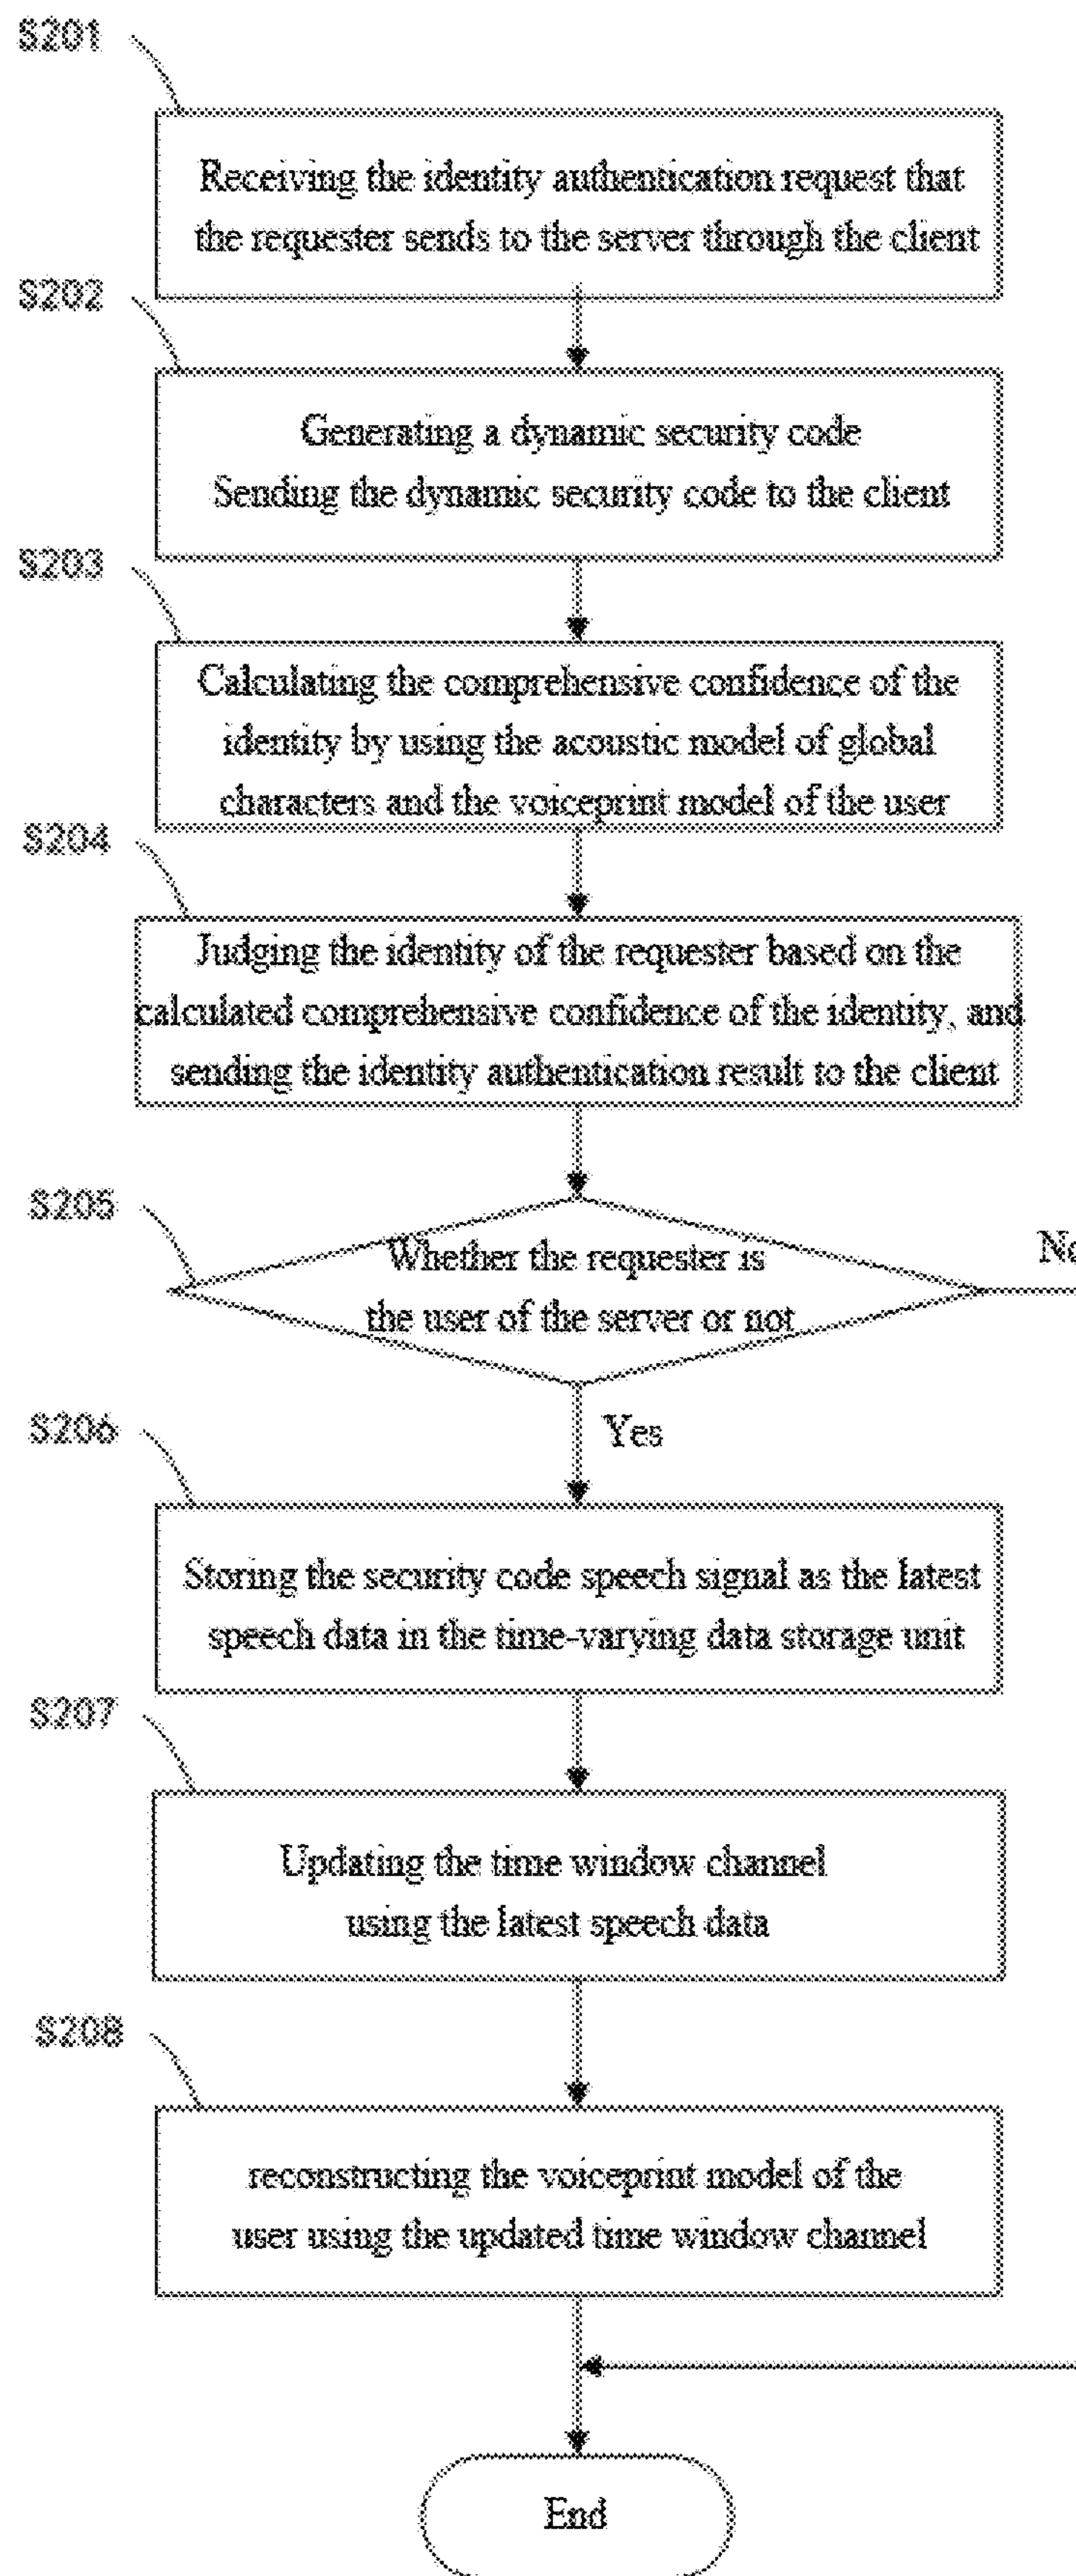 S201
Receiving the identity authentication request that
the requester sends to the server through the client
S202
Generating a dynamic security code
Sending the dynamic security code to the client
S203
Calculating the comprehensive confidence of the
identity by using the acoustic model of global
characters and the voiceprint model of the user
S204
Judging the identity of the requester based on the
calculated comprehensive confidence of the identity, and
sending the identity authentication result to the client
S205
Whether the requester is
the user of the server or not
No
Yes
S206
Storing the security code speech signal as the latest
speech data in the time-varying data storage unit
S207
Updating the time window channel
using the latest speech data
S208
reconstructing the voiceprint model of the
user using the updated time window channel
End